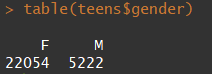 > table(teens$gender)
F M
22054 5222